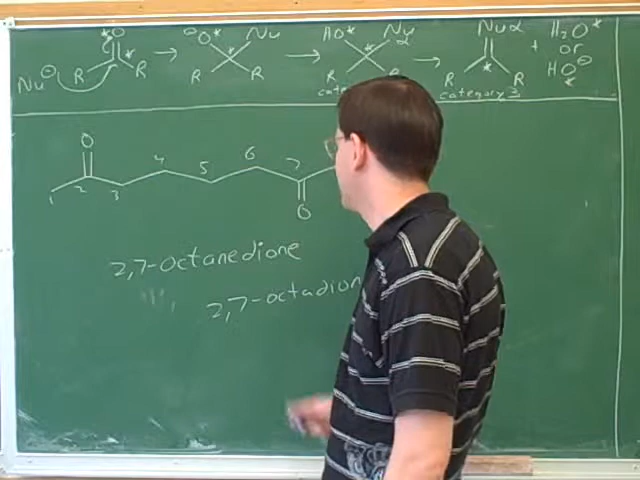 O* O
⊖O* Nu HO* Nu α Nu α H₂O*
Nu⊖ R R → R R → R R → R R + or
HO⊖*
category 3
O
1 2 3 4 5 6 7
O
2,7-octanedione
2,7-octadion